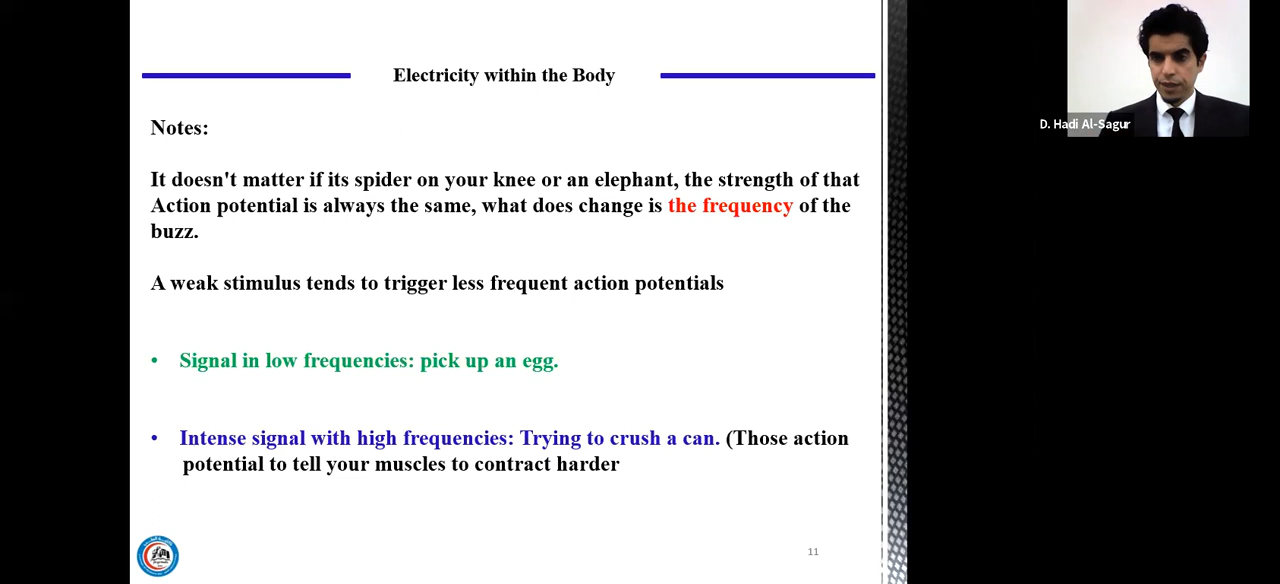 Electricity within the Body
D. Hadi Al-Sagur
Notes:
It doesn't matter if its spider on your knee or an elephant, the strength of that
Action potential is always the same, what does change is the frequency of the
buzz.
A weak stimulus tends to trigger less frequent action potentials
• Signal in low frequencies: pick up an egg.
• Intense signal with high frequencies: Trying to crush a can. (Those action
potential to tell your muscles to contract harder
11